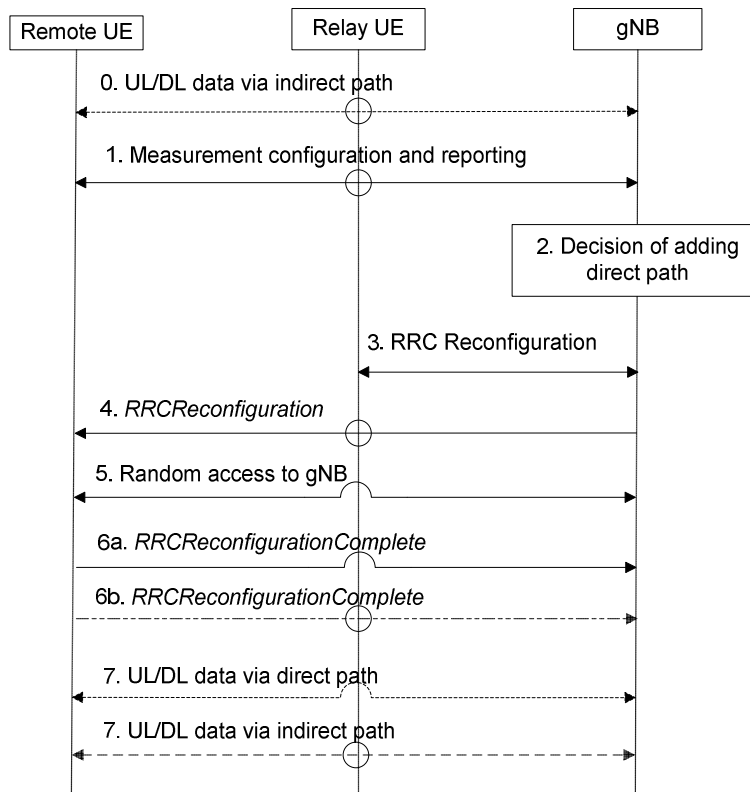 Remote UE
Relay UE
gNB
0. UL/DL data via indirect path
1. Measurement configuration and reporting
2. Decision of adding
direct path
3. RRC Reconfiguration
4. RRCReconfiguration
5. Random access to gNB
6a. RRCReconfigurationComplete
6b. RRCReconfigurationComplete
7. UL/DL data via direct path
7. UL/DL data via indirect path